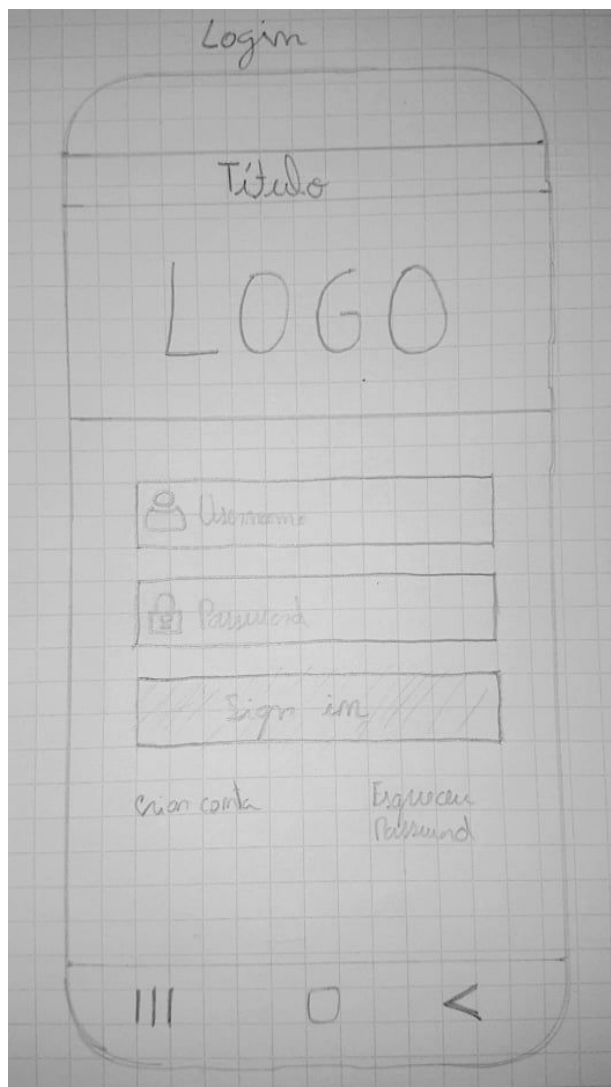 Login
Título
LOGO
Username
Password
Sign in
Criar conta
Esqueceu
Password